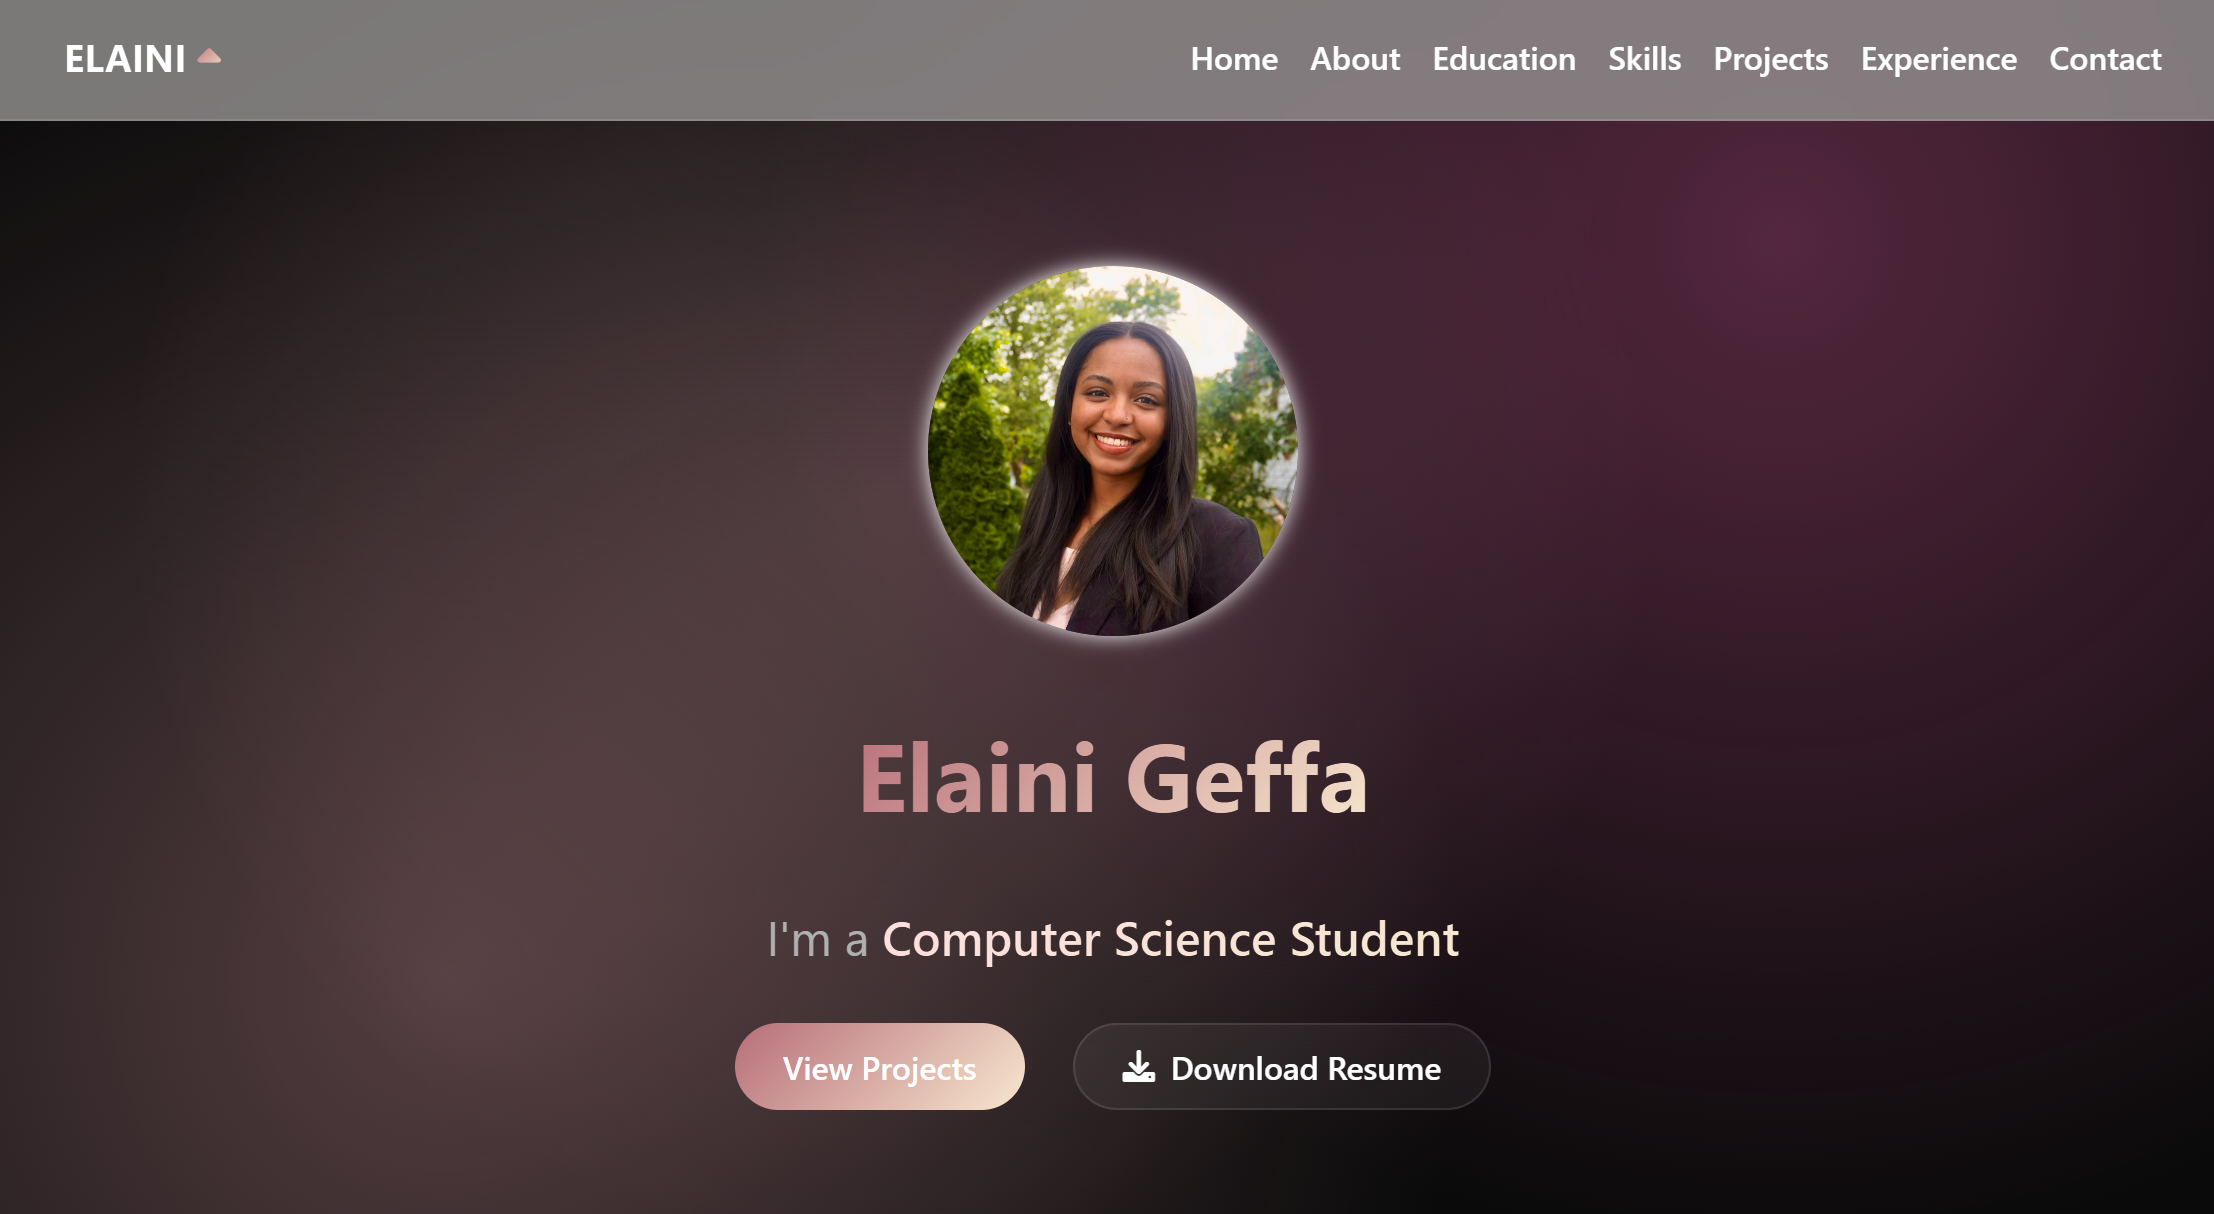 ELAINI
Home About Education Skills Projects Experience Contact
Elaini Geffa
I'm a Computer Science Student
View Projects
Download Resume